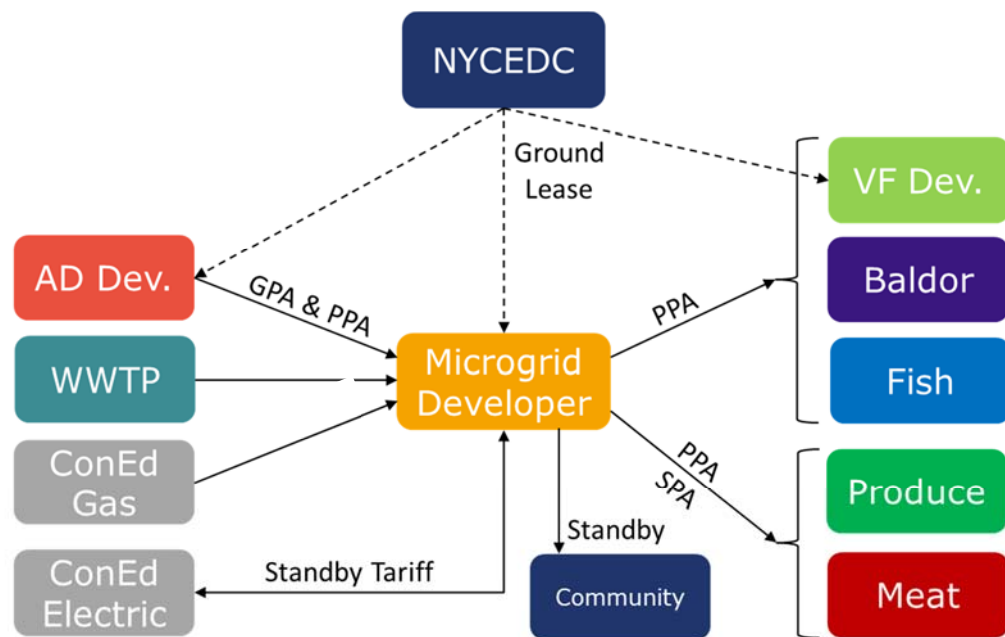 NYCEDC
Ground
Lease
VF Dev.
AD Dev.
GPA & PPA
PPA
Baldor
WWTP
Microgrid
Developer
Fish
ConEd
Gas
PPA
SPA
Produce
ConEd
Electric
Standby Tariff
Standby
Community
Meat